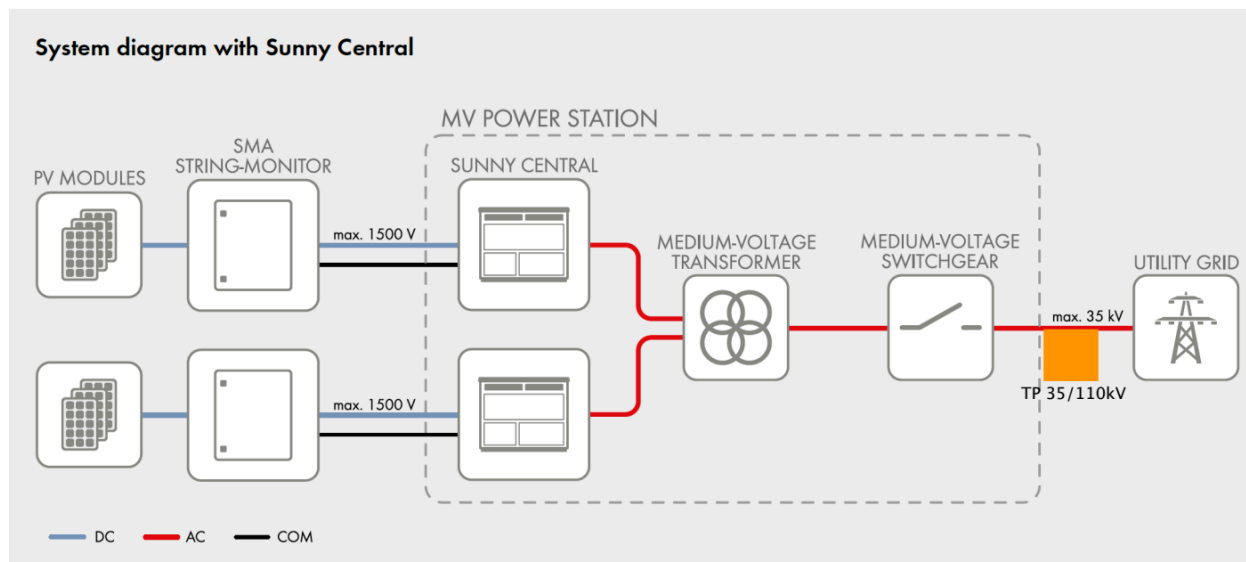 System diagram with Sunny Central
MV POWER STATION
SMA
STRING-MONITOR
SUNNY CENTRAL
PV MODULES
max. 1500 V
MEDIUM-VOLTAGE
TRANSFORMER
MEDIUM-VOLTAGE
SWITCHGEAR
UTILITY GRID
max. 35 kV
TP 35/110kV
max. 1500 V
DC
AC
COM